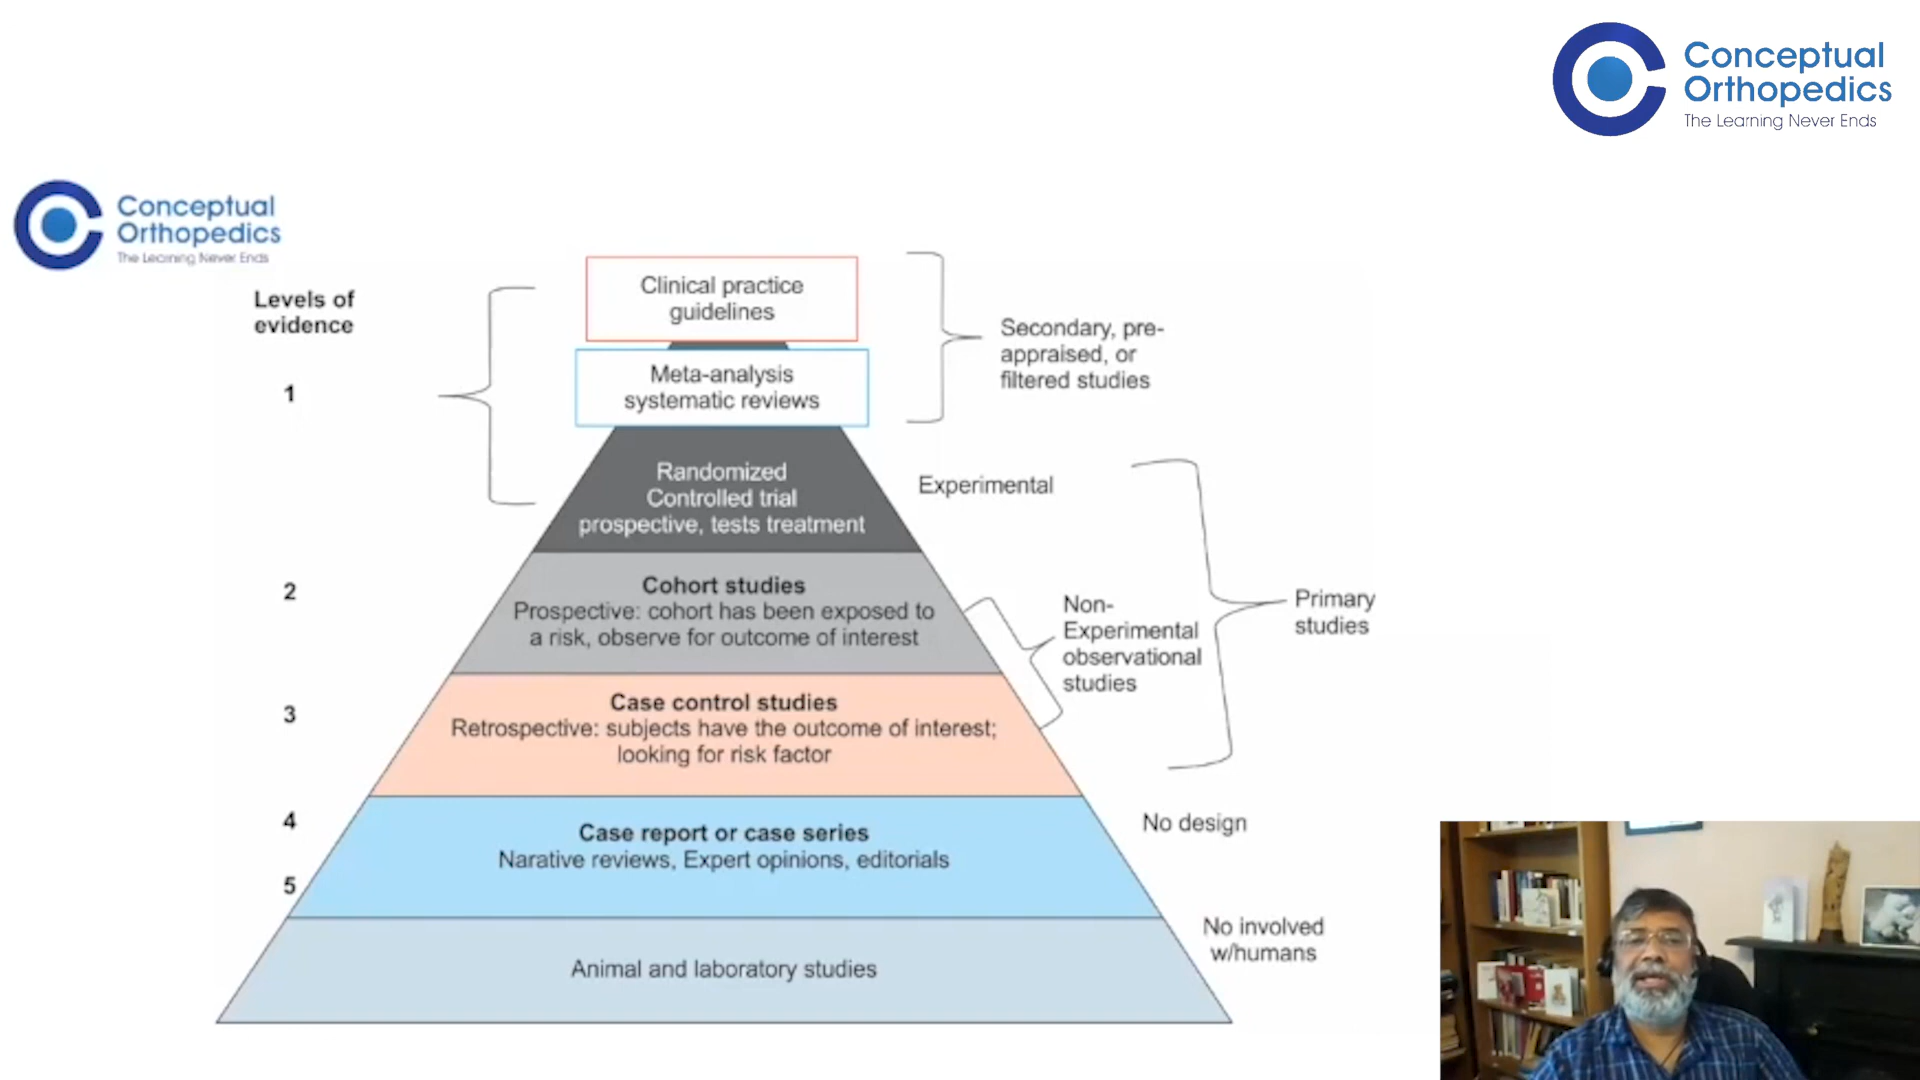 Conceptual
Orthopedics
The Learning Never Ends
Conceptual
Orthopedics
The Learning Never Ends
Levels of
evidence
1
2
3
4
5
Clinical practice
guidelines
Meta-analysis
systematic reviews
Randomized
Controlled trial
prospective, tests treatment
Cohort studies
Prospective: cohort has been exposed to
a risk, observe for outcome of interest
Case control studies
Retrospective: subjects have the outcome of interest;
looking for risk factor
Case report or case series
Narative reviews, Expert opinions, editorials
Animal and laboratory studies
Secondary, pre-
appraised, or
filtered studies
Experimental
Non-
Experimental
observational
studies
Primary
studies
No design
No involved
w/humans